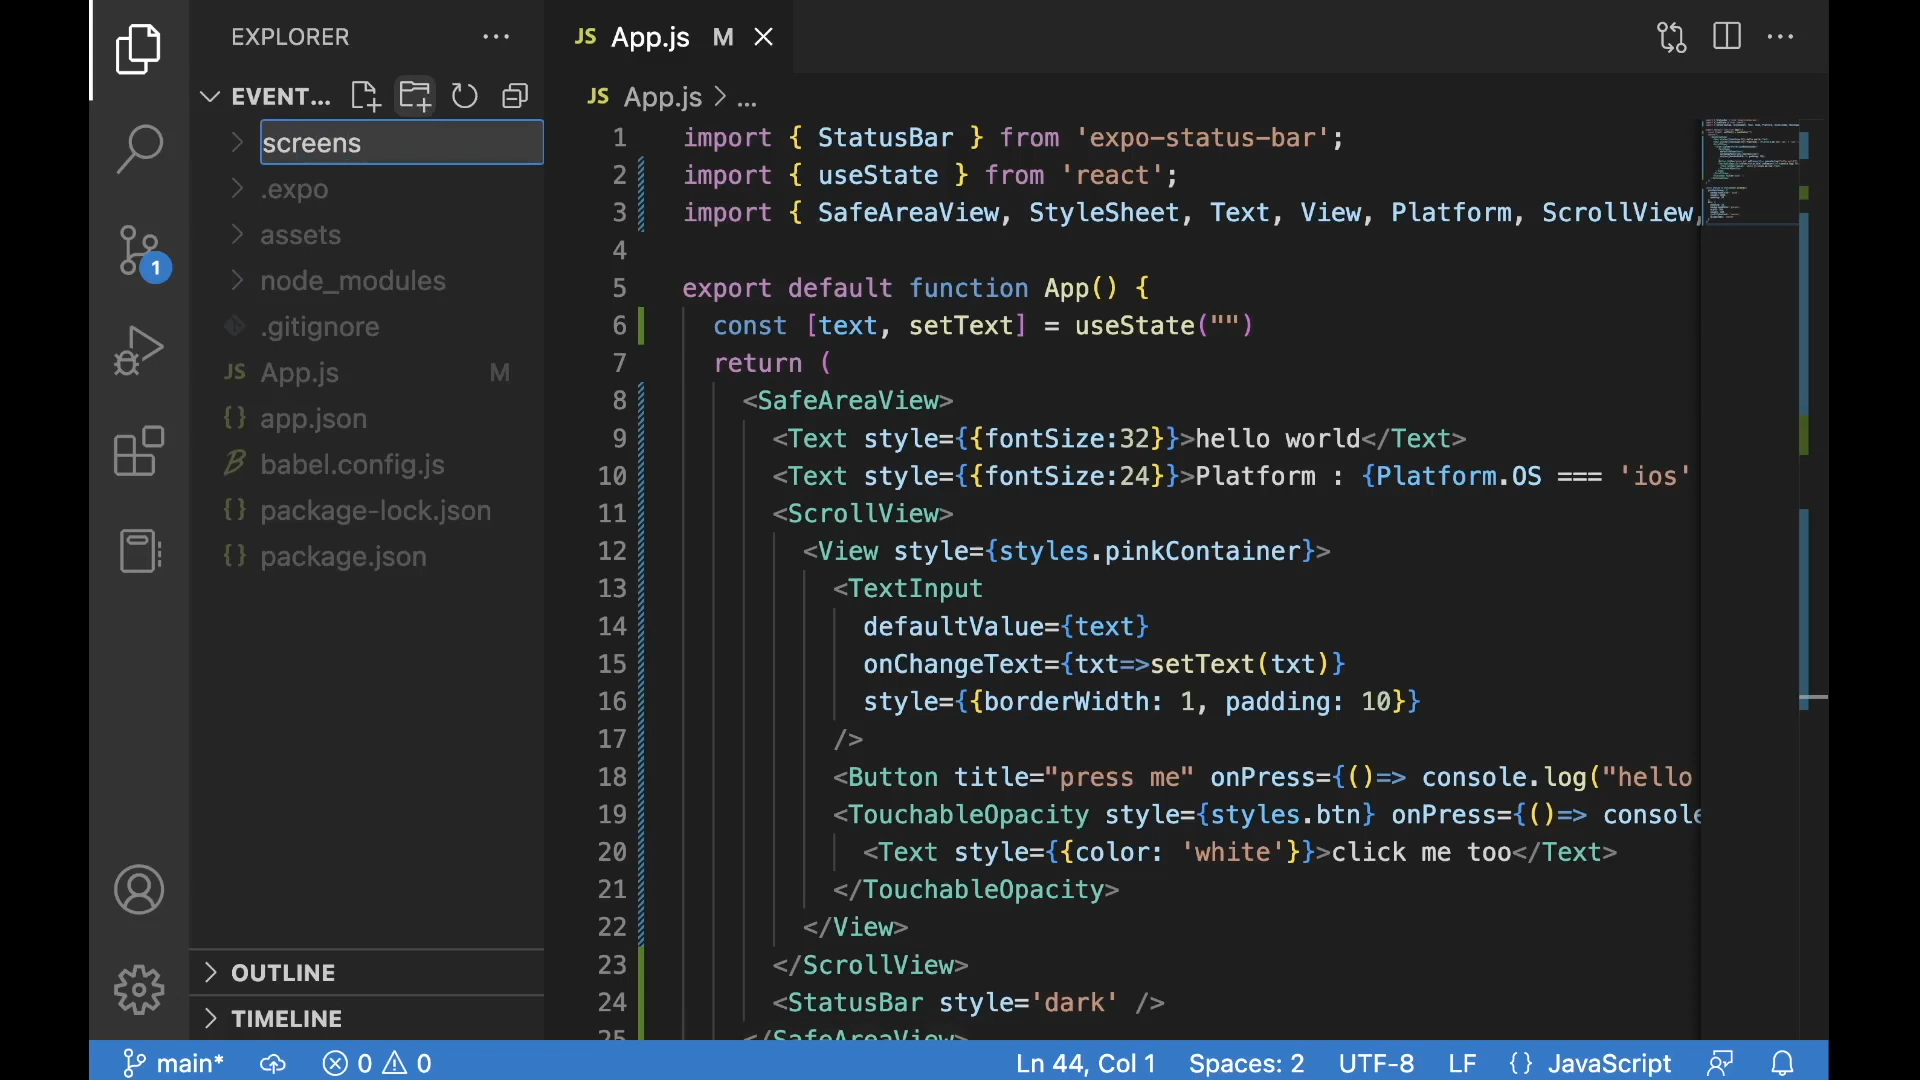 EXPLORER
EVENT...
screens
.expo
assets
node_modules
.gitignore
JS App.js M
{} app.json
babel.config.js
{} package-lock.json
{} package.json
OUTLINE
TIMELINE
1
JS App.js M
JS App.js > ...
1 import { StatusBar } from 'expo-status-bar';
2 import { useState } from 'react';
3 import { SafeAreaView, StyleSheet, Text, View, Platform, ScrollView,
4
5 export default function App() {
6 const [text, setText] = useState("")
7 return (
8 <SafeAreaView>
9 <Text style={{fontSize:32}}>hello world</Text>
10 <Text style={{fontSize:24}}>Platform : {Platform.OS === 'ios'
11 <ScrollView>
12 <View style={styles.pinkContainer}>
13 <TextInput
14 defaultValue={text}
15 onChangeText={txt=>setText(txt)}
16 style={{borderWidth: 1, padding: 10}}
17 />
18 <Button title="press me" onPress={()=> console.log("hello
19 <TouchableOpacity style={styles.btn} onPress={()=> console
20 <Text style={{color: 'white'}}>click me too</Text>
21 </TouchableOpacity>
22 </View>
23 </ScrollView>
24 <StatusBar style='dark' />
25 </SafeAreaView>
main* 0 0 Ln 44, Col 1 Spaces: 2 UTF-8 LF {} JavaScript